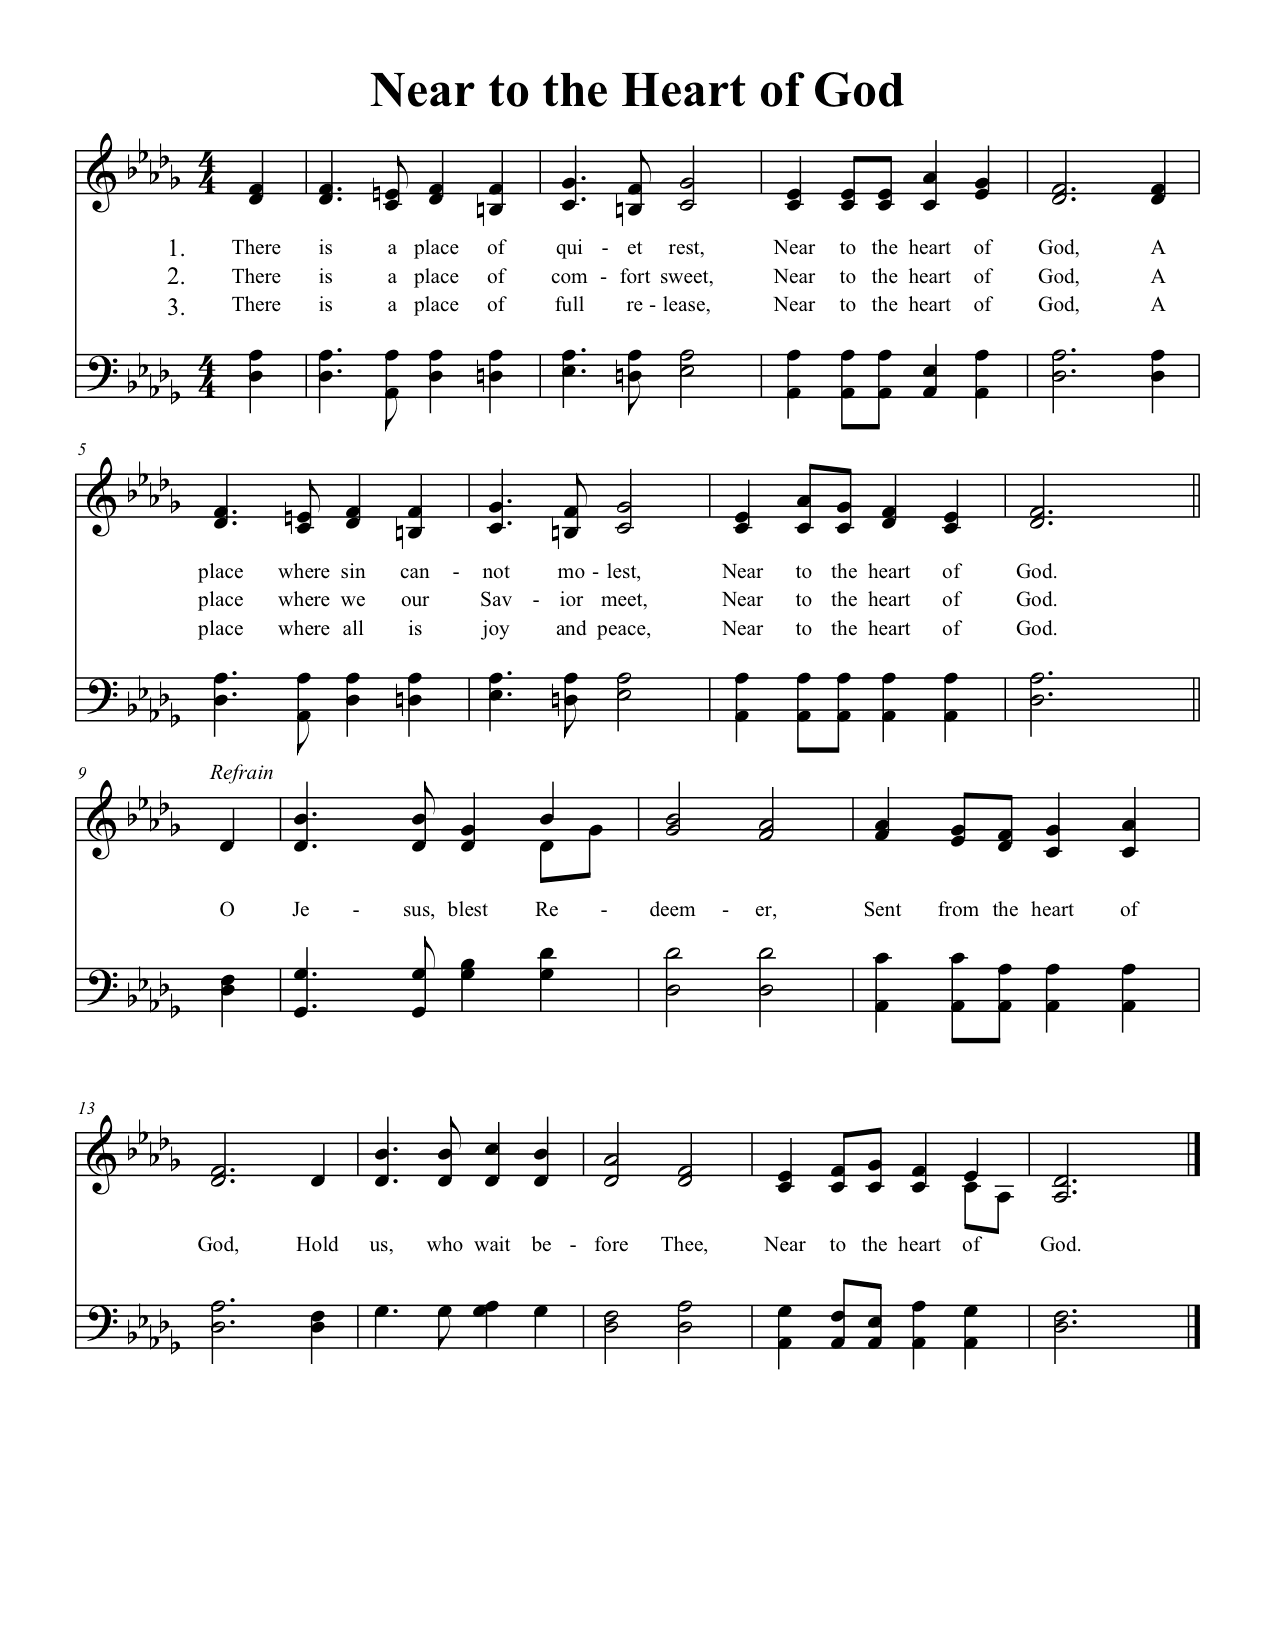 Near to the Heart of God
4 4
1. There is a place of qui - et rest, Near to the heart of God, A
2. There is a place of com - fort sweet, Near to the heart of God, A
3. There is a place of full re - lease, Near to the heart of God, A
4 4
5
place where sin can - not mo - lest, Near to the heart of God.
place where we our Sav - ior meet, Near to the heart of God.
place where all is joy and peace, Near to the heart of God.
9 Refrain
O Je - sus, blest Re - deem - er, Sent from the heart of
13
God, Hold us, who wait be - fore Thee, Near to the heart of God.